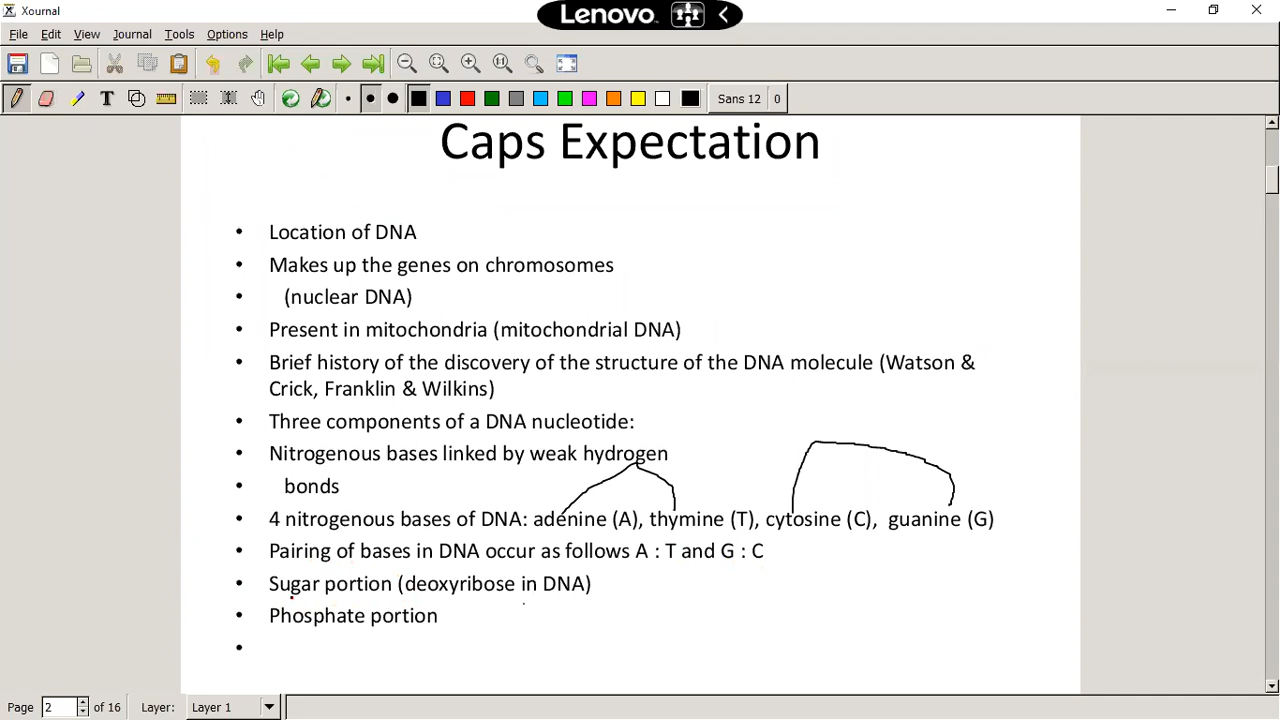 Xournal
Lenovo
File Edit View Journal Tools Options Help
Sans 12 0
Caps Expectation
• Location of DNA
• Makes up the genes on chromosomes
• (nuclear DNA)
• Present in mitochondria (mitochondrial DNA)
• Brief history of the discovery of the structure of the DNA molecule (Watson &
Crick, Franklin & Wilkins)
• Three components of a DNA nucleotide:
• Nitrogenous bases linked by weak hydrogen
• bonds
• 4 nitrogenous bases of DNA: adenine (A), thymine (T), cytosine (C), guanine (G)
• Pairing of bases in DNA occur as follows A : T and G : C
• Sugar portion (deoxyribose in DNA)
• Phosphate portion
•
Page 2 of 16 Layer: Layer 1